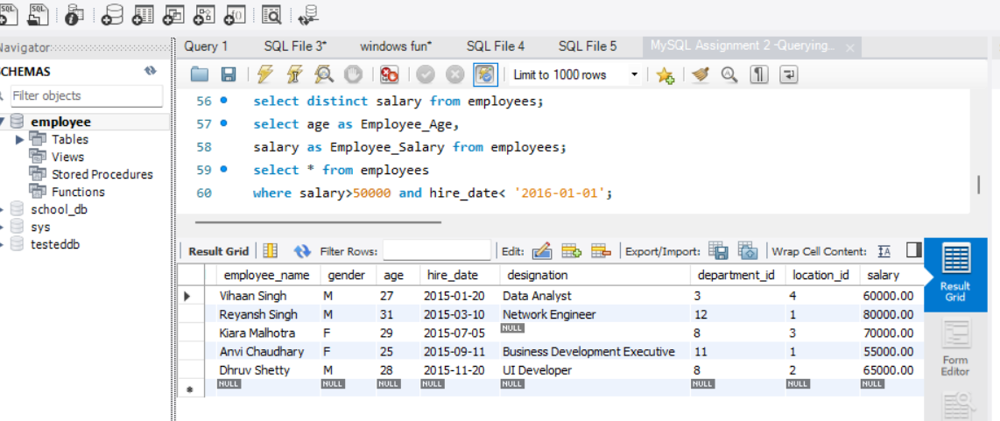 SQL SQL
Navigator
Query 1 SQL File 3* windows fun* SQL File 4 SQL File 5 MySQL Assignment 2 -Querying...
SCHEMAS
Limit to 1000 rows
Filter objects
employee
Tables
Views
Stored Procedures
Functions
school_db
sys
testeddb
56 select distinct salary from employees;
57 select age as Employee_Age,
58 salary as Employee_Salary from employees;
59 select * from employees
60 where salary>50000 and hire_date< '2016-01-01';
Result Grid Filter Rows: Edit: Export/Import: Wrap Cell Content:
employee_name gender age hire_date designation department_id location_id salary
Vihaan Singh M 27 2015-01-20 Data Analyst 3 4 60000.00
Reyansh Singh M 31 2015-03-10 Network Engineer 12 1 80000.00
Kiara Malhotra F 29 2015-07-05 NULL 8 3 70000.00
Anvi Chaudhary F 25 2015-09-11 Business Development Executive 11 1 55000.00
Dhruv Shetty M 28 2015-11-20 UI Developer 8 2 65000.00
NULL NULL NULL NULL NULL NULL NULL NULL
Result
Grid
Form
Editor